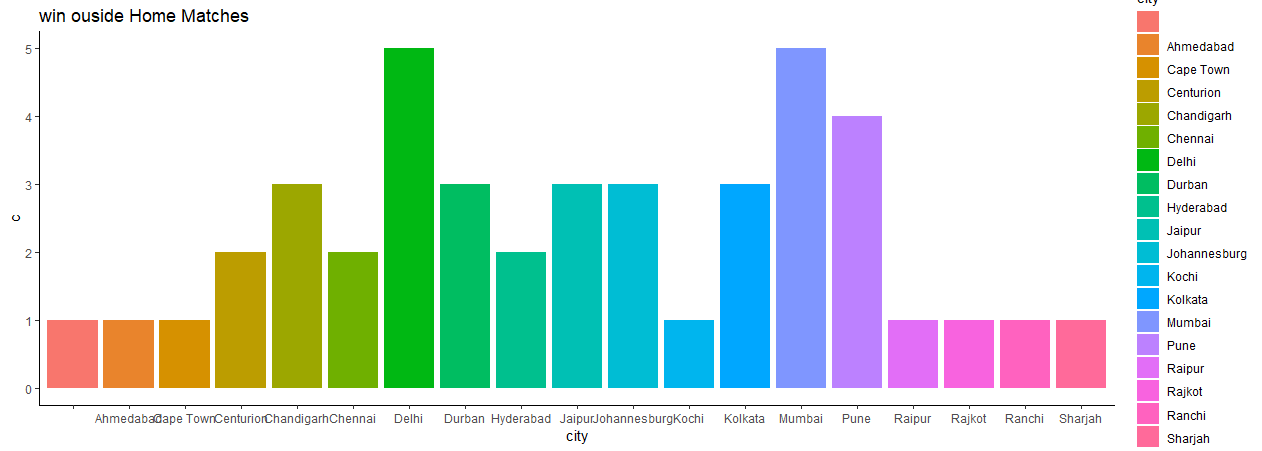 win ouside Home Matches
c
5
4
3
2
1
0
Ahmedabad Cape Town Centurion Chandigarh Chennai Delhi Durban Hyderabad Jaipur Johannesburg Kochi Kolkata Mumbai Pune Raipur Rajkot Ranchi Sharjah
city
city
Ahmedabad
Cape Town
Centurion
Chandigarh
Chennai
Delhi
Durban
Hyderabad
Jaipur
Johannesburg
Kochi
Kolkata
Mumbai
Pune
Raipur
Rajkot
Ranchi
Sharjah